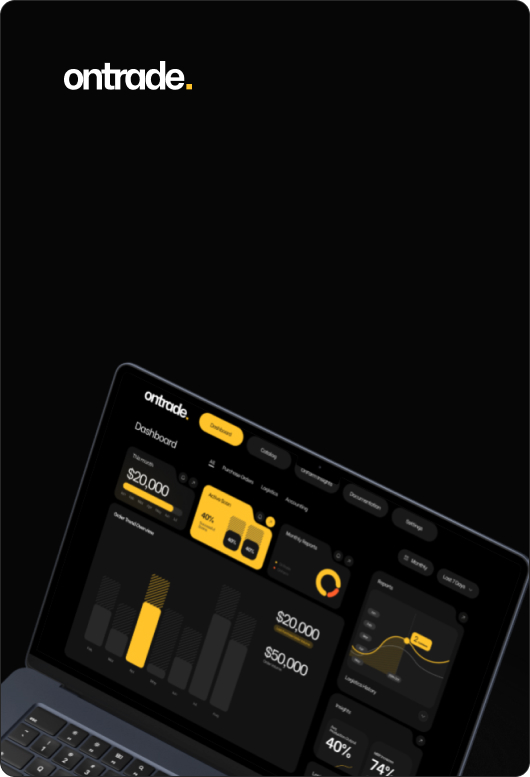 ontrade.
ontrade.
Dashboard
Catalog
Documentation
Settings
Dashboard
All
Purchase Orders
Logistics
Accounting
Monthly
Last 7 Days
This month
$20,000
Active Scan
40%
40%
40%
Monthly Reports
Reports
Order Trend Overview
$20,000
$50,000
Logistics History
Insights
40%
74%